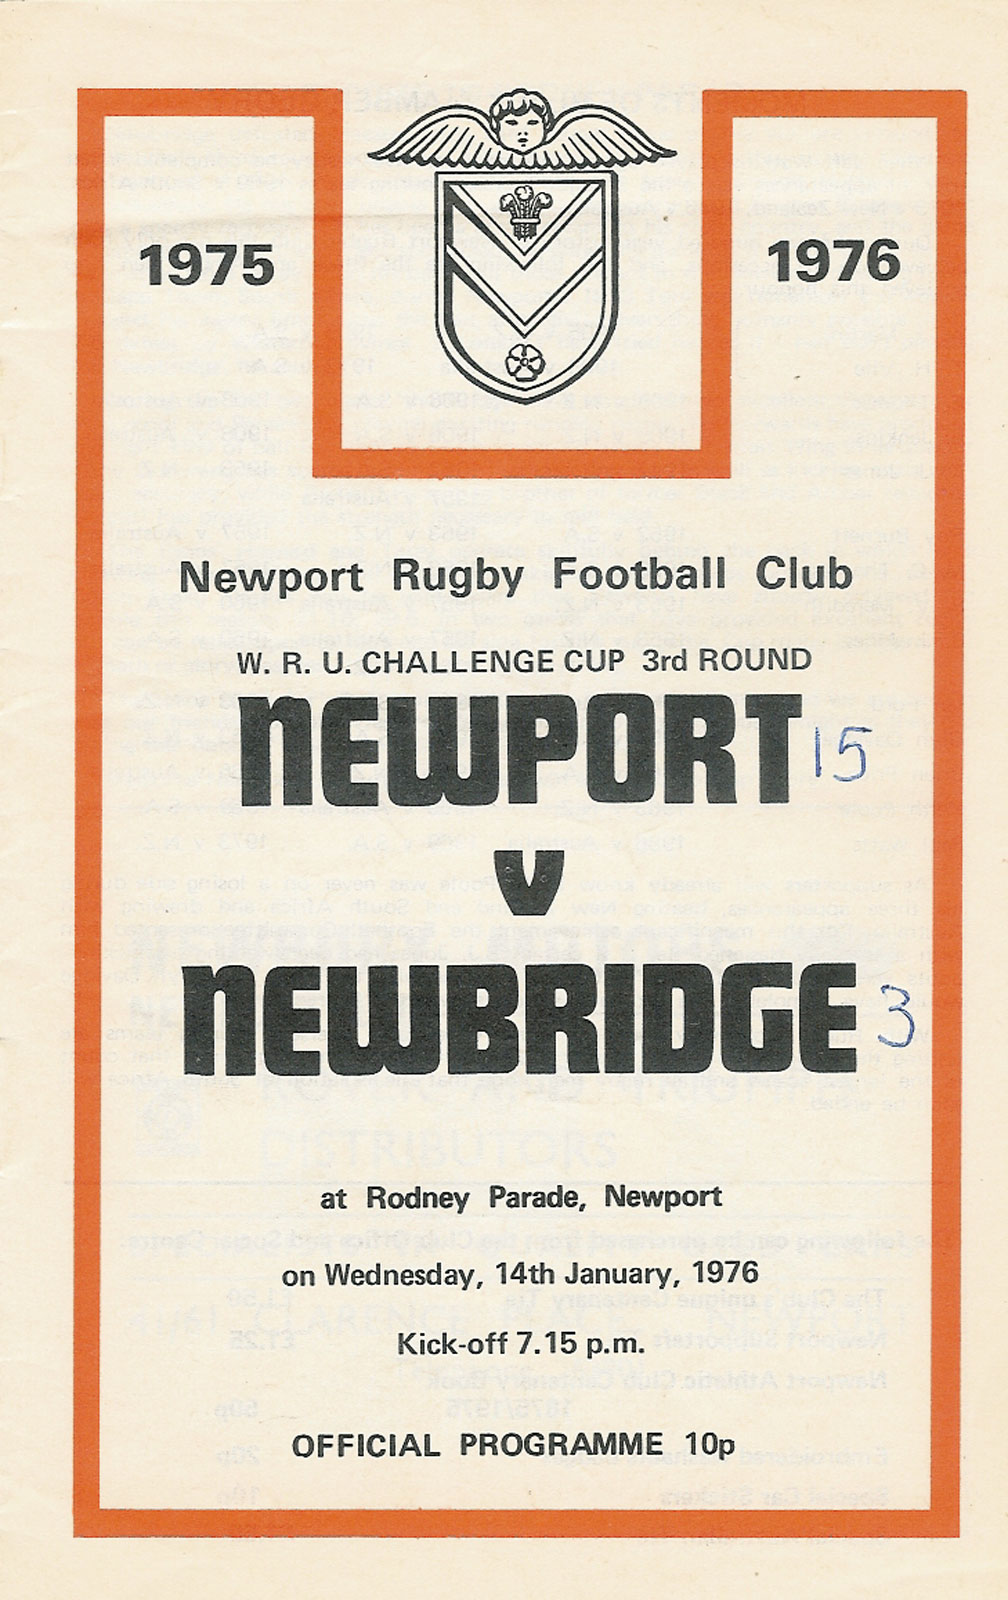 1975
1976
Newport Rugby Football Club
W. R. U. CHALLENGE CUP 3rd ROUND
NEWPORT 15
v
NEWBRIDGE 3
at Rodney Parade, Newport
on Wednesday, 14th January, 1976
Kick-off 7.15 p.m.
OFFICIAL PROGRAMME 10p